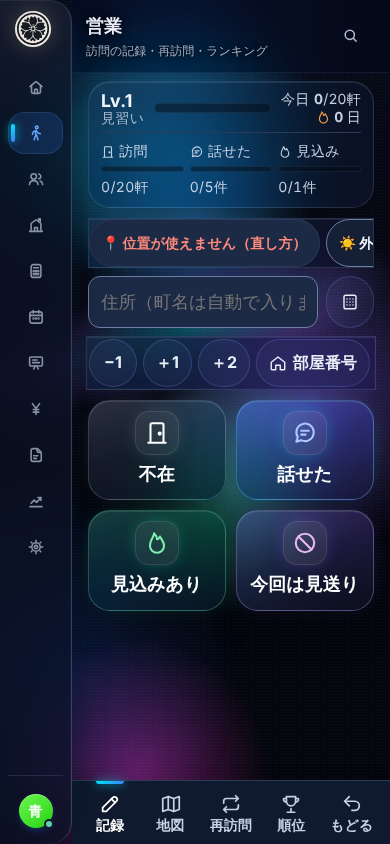 営業
訪問の記録・再訪問・ランキング
Lv.1
見習い
今日 0/20軒
0 日
訪問 話せた 見込み
0/20軒 0/5件 0/1件
位置が使えません（直し方）
外
住所（町名は自動で入りま
−1 +1 +2 部屋番号
不在 話せた
見込みあり 今回は見送り
青
記録 地図 再訪問 順位 もどる